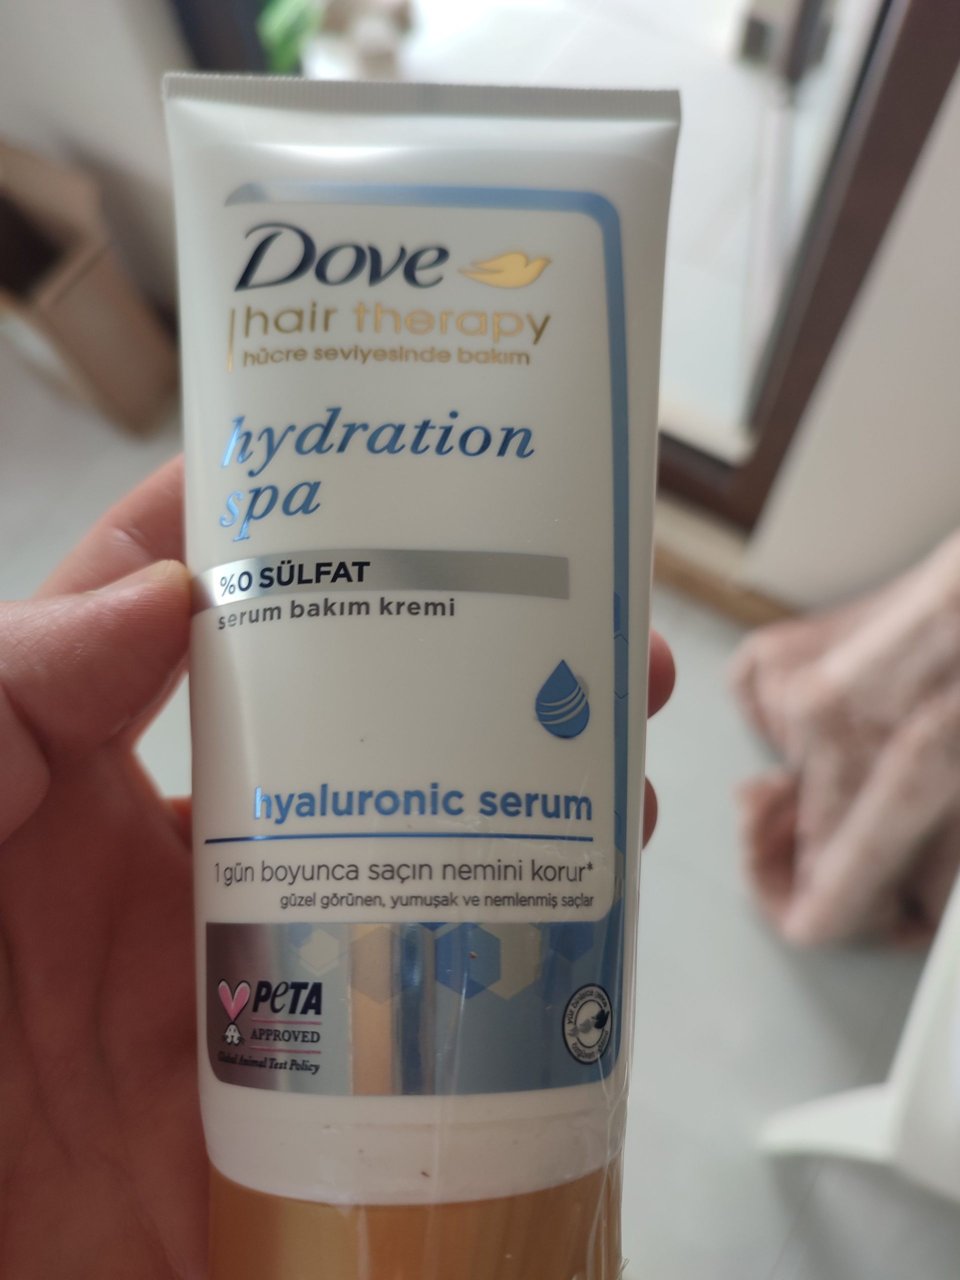 Dove
hair therapy
hücre seviyesinde bakım
hydration
spa
%0 SÜLFAT
serum bakım kremi
hyaluronic serum
1 gün boyunca saçın nemini korur*
güzel görünen, yumuşak ve nemlenmiş saçlar
PeTA
APPROVED
Global Animal Test Policy